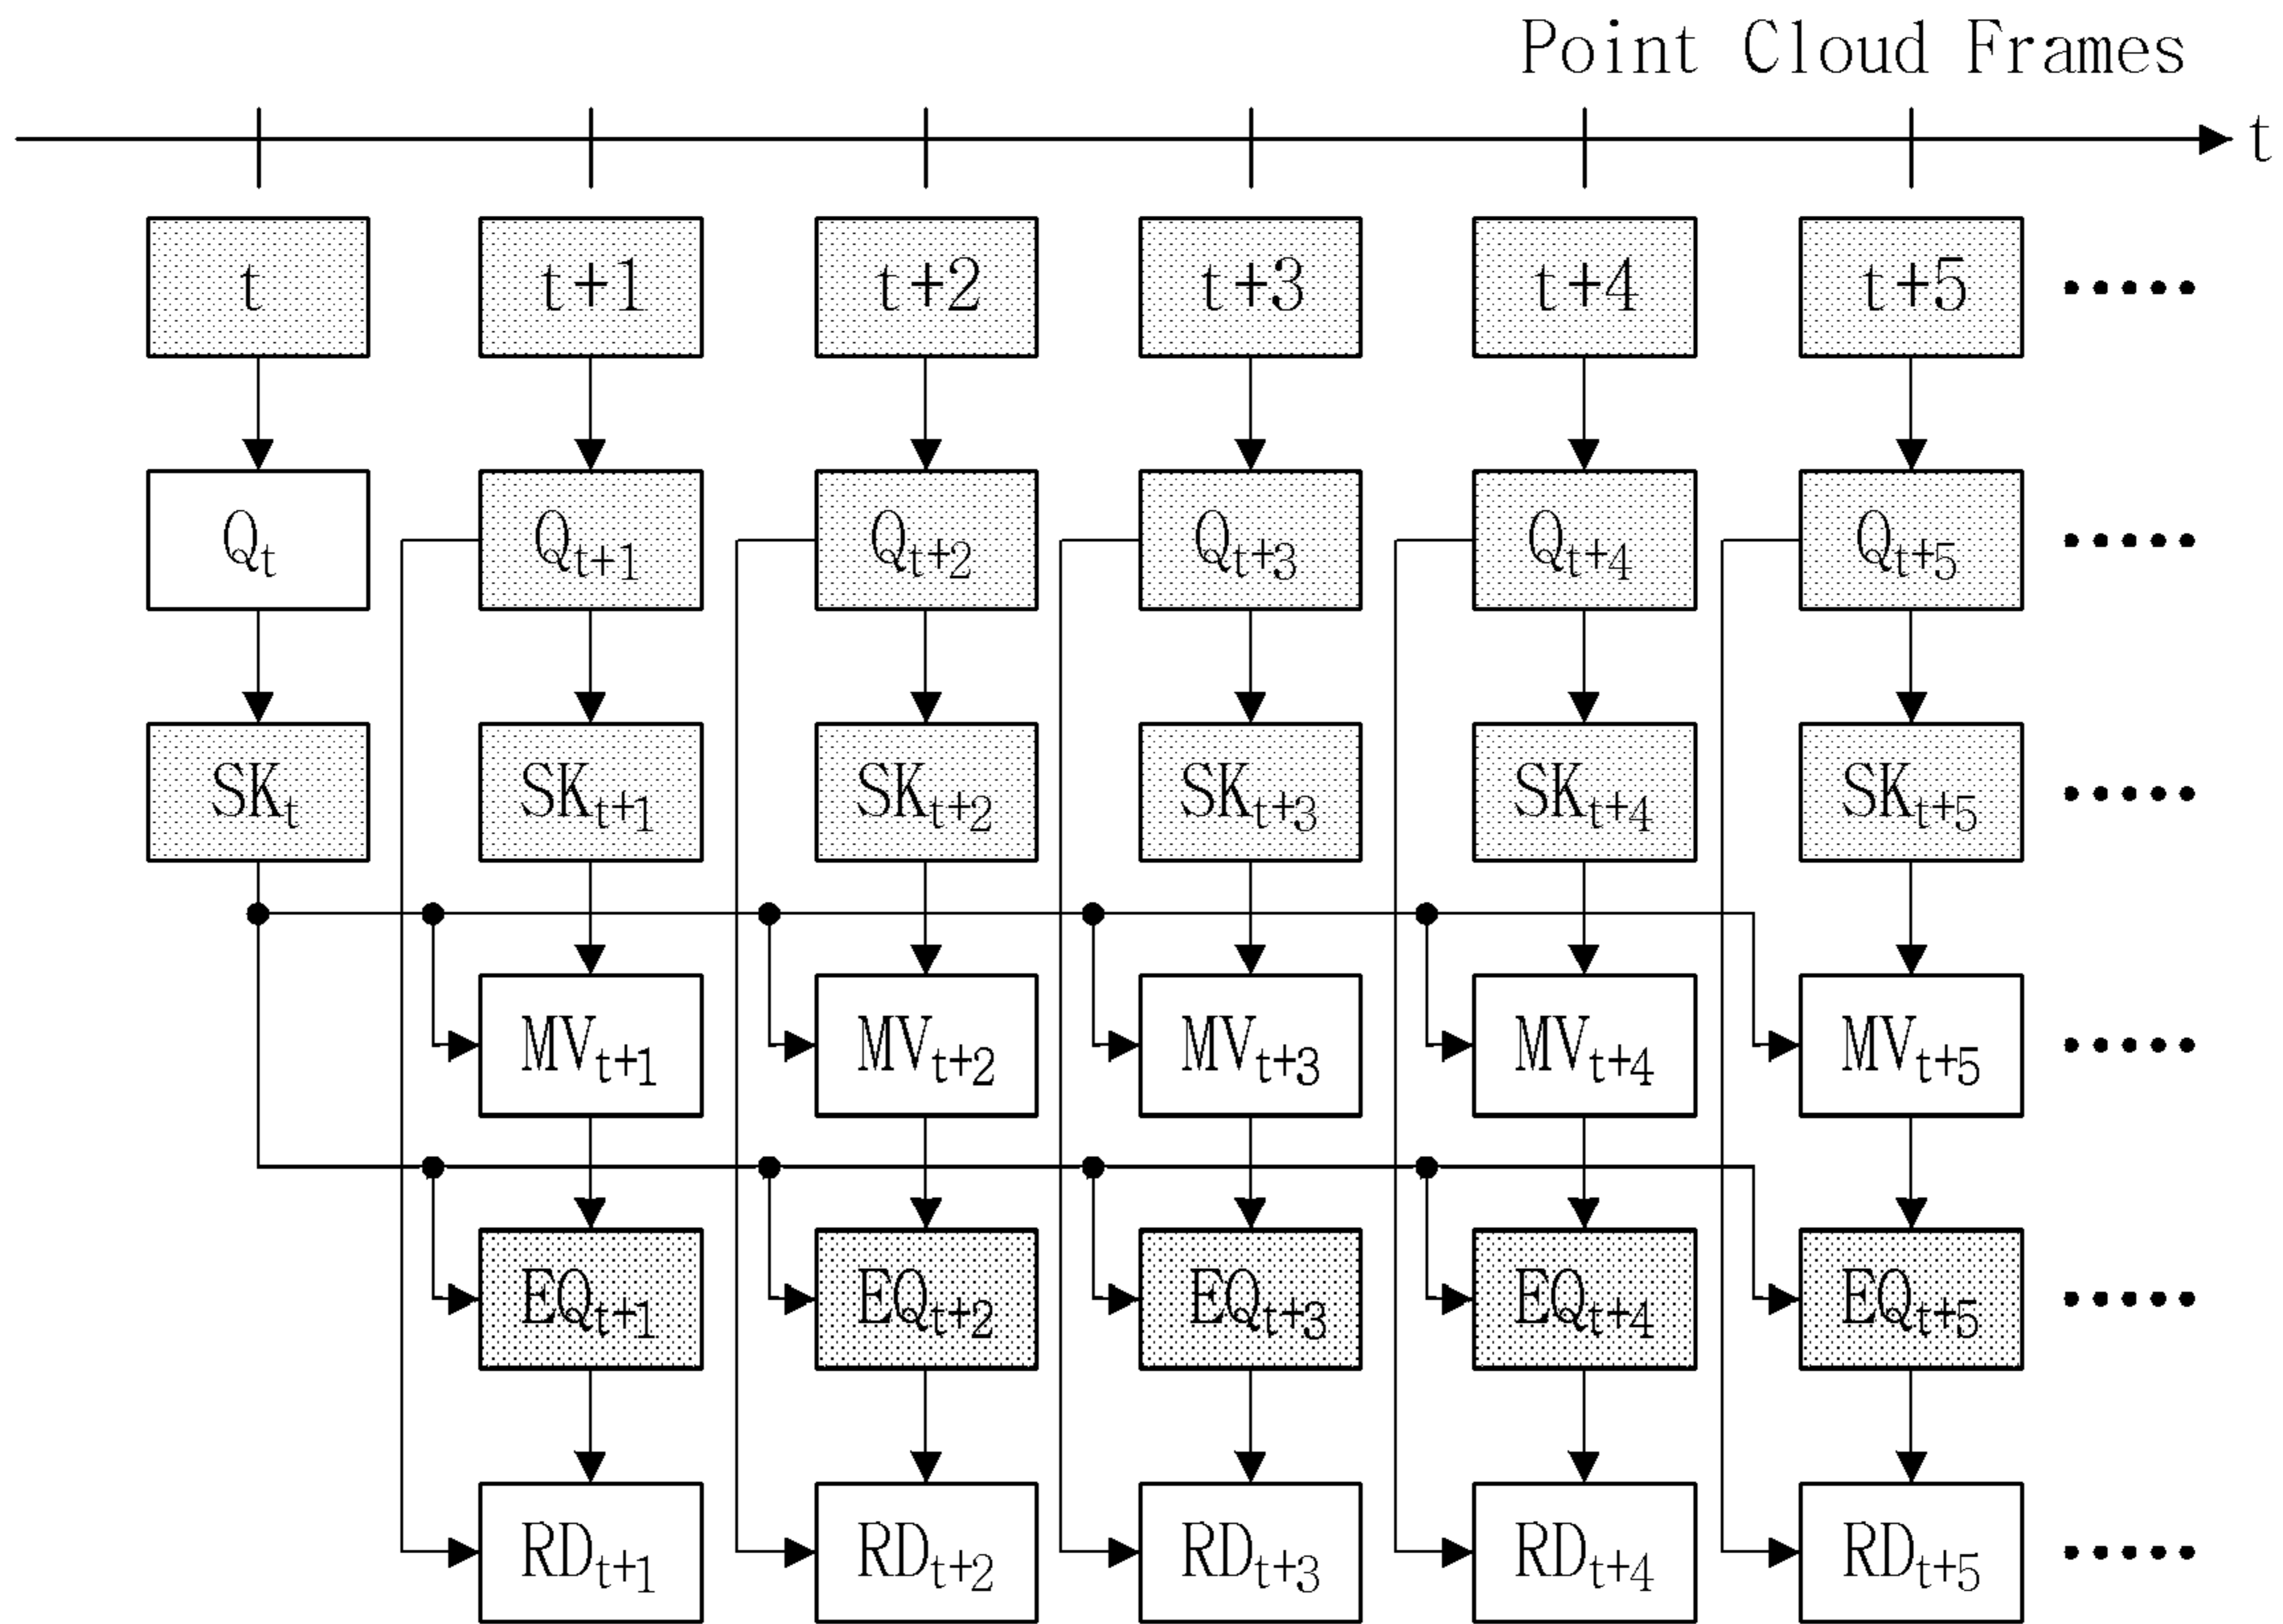 Point Cloud Frames
t
t t+1 t+2 t+3 t+4 t+5 •••••
Qt Qt+1 Qt+2 Qt+3 Qt+4 Qt+5 •••••
SKt SKt+1 SKt+2 SKt+3 SKt+4 SKt+5 •••••
MVt+1 MVt+2 MVt+3 MVt+4 MVt+5 •••••
EQt+1 EQt+2 EQt+3 EQt+4 EQt+5 •••••
RDt+1 RDt+2 RDt+3 RDt+4 RDt+5 •••••